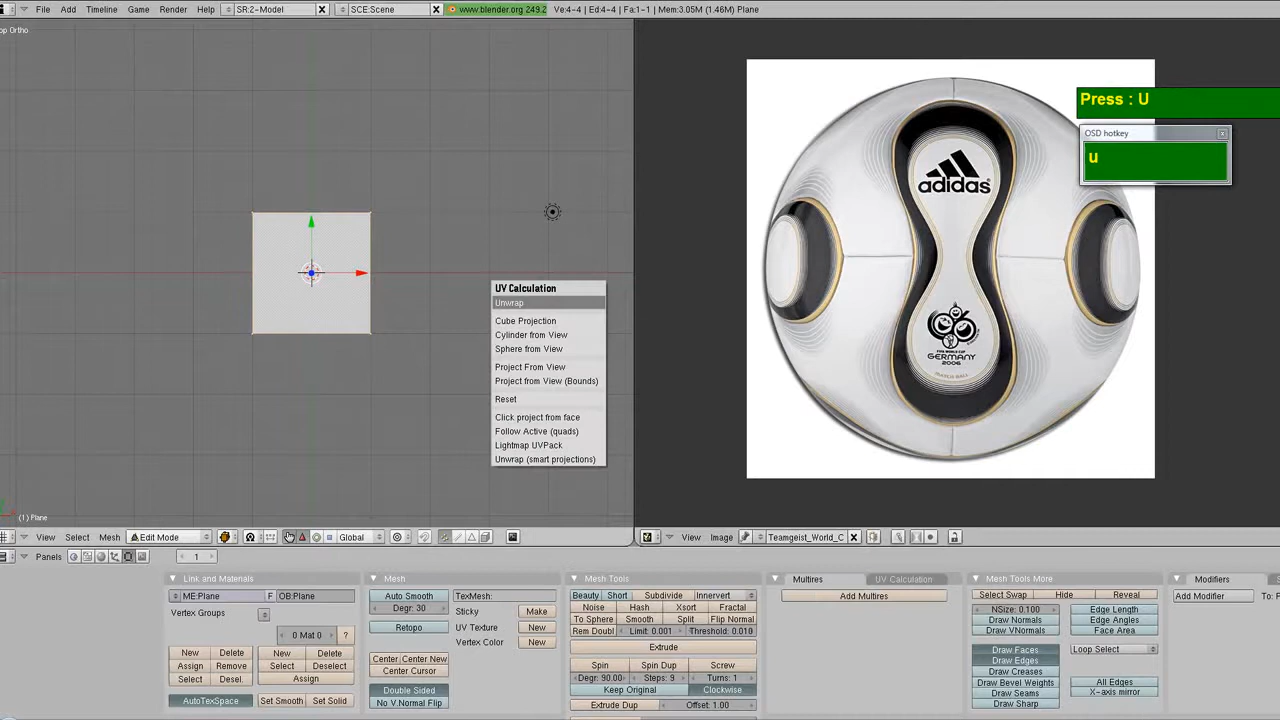 File Add Timeline Game Render Help SR:2-Model SCE:Scene www.blender.org 249.2 Ve:4-4 | Ed:4-4 | Fa:1-1 | Mem:3.05M (1.46M) Plane
op Ortho
Press : U
OSD hotkey
u
adidas
UV Calculation
Unwrap
Cube Projection
Cylinder from View
Sphere from View
Project From View
Project from View (Bounds)
Reset
Click project from face
Follow Active (quads)
Lightmap UVPack
Unwrap (smart projections)
FIFA WORLD CUP
GERMANY
2006
MATCH BALL
(1) Plane
View Select Mesh Edit Mode Global
View Image Teamgeist_World_C
Panels 1
Link and Materials
ME:Plane F OB:Plane
Vertex Groups
0 Mat 0 ?
New Delete New Delete
Assign Remove Select Deselect
Select Desel. Assign
AutoTexSpace Set Smooth Set Solid
Mesh
Auto Smooth
Degr: 30
Retopo
Center Center New
Center Cursor
Double Sided
No V.Normal Flip
TexMesh:
Sticky Make
UV Texture New
Vertex Color New
Mesh Tools
Beauty Short Subdivide Innervert
Noise Hash Xsort Fractal
To Sphere Smooth Split Flip Normal
Rem Doubl Limit: 0.001 Threshold: 0.010
Extrude
Spin Spin Dup Screw
Degr: 90.00 Steps: 9 Turns: 1
Keep Original Clockwise
Extrude Dup Offset: 1.00
Multires UV Calculation
Add Multires
Mesh Tools More
Select Swap Hide Reveal
NSize: 0.100
Draw Normals
Draw VNormals
Edge Length
Edge Angles
Face Area
Draw Faces
Draw Edges
Draw Creases
Draw Bevel Weights
Draw Seams
Draw Sharp
Loop Select
All Edges
X-axis mirror
Modifiers
Add Modifier To: